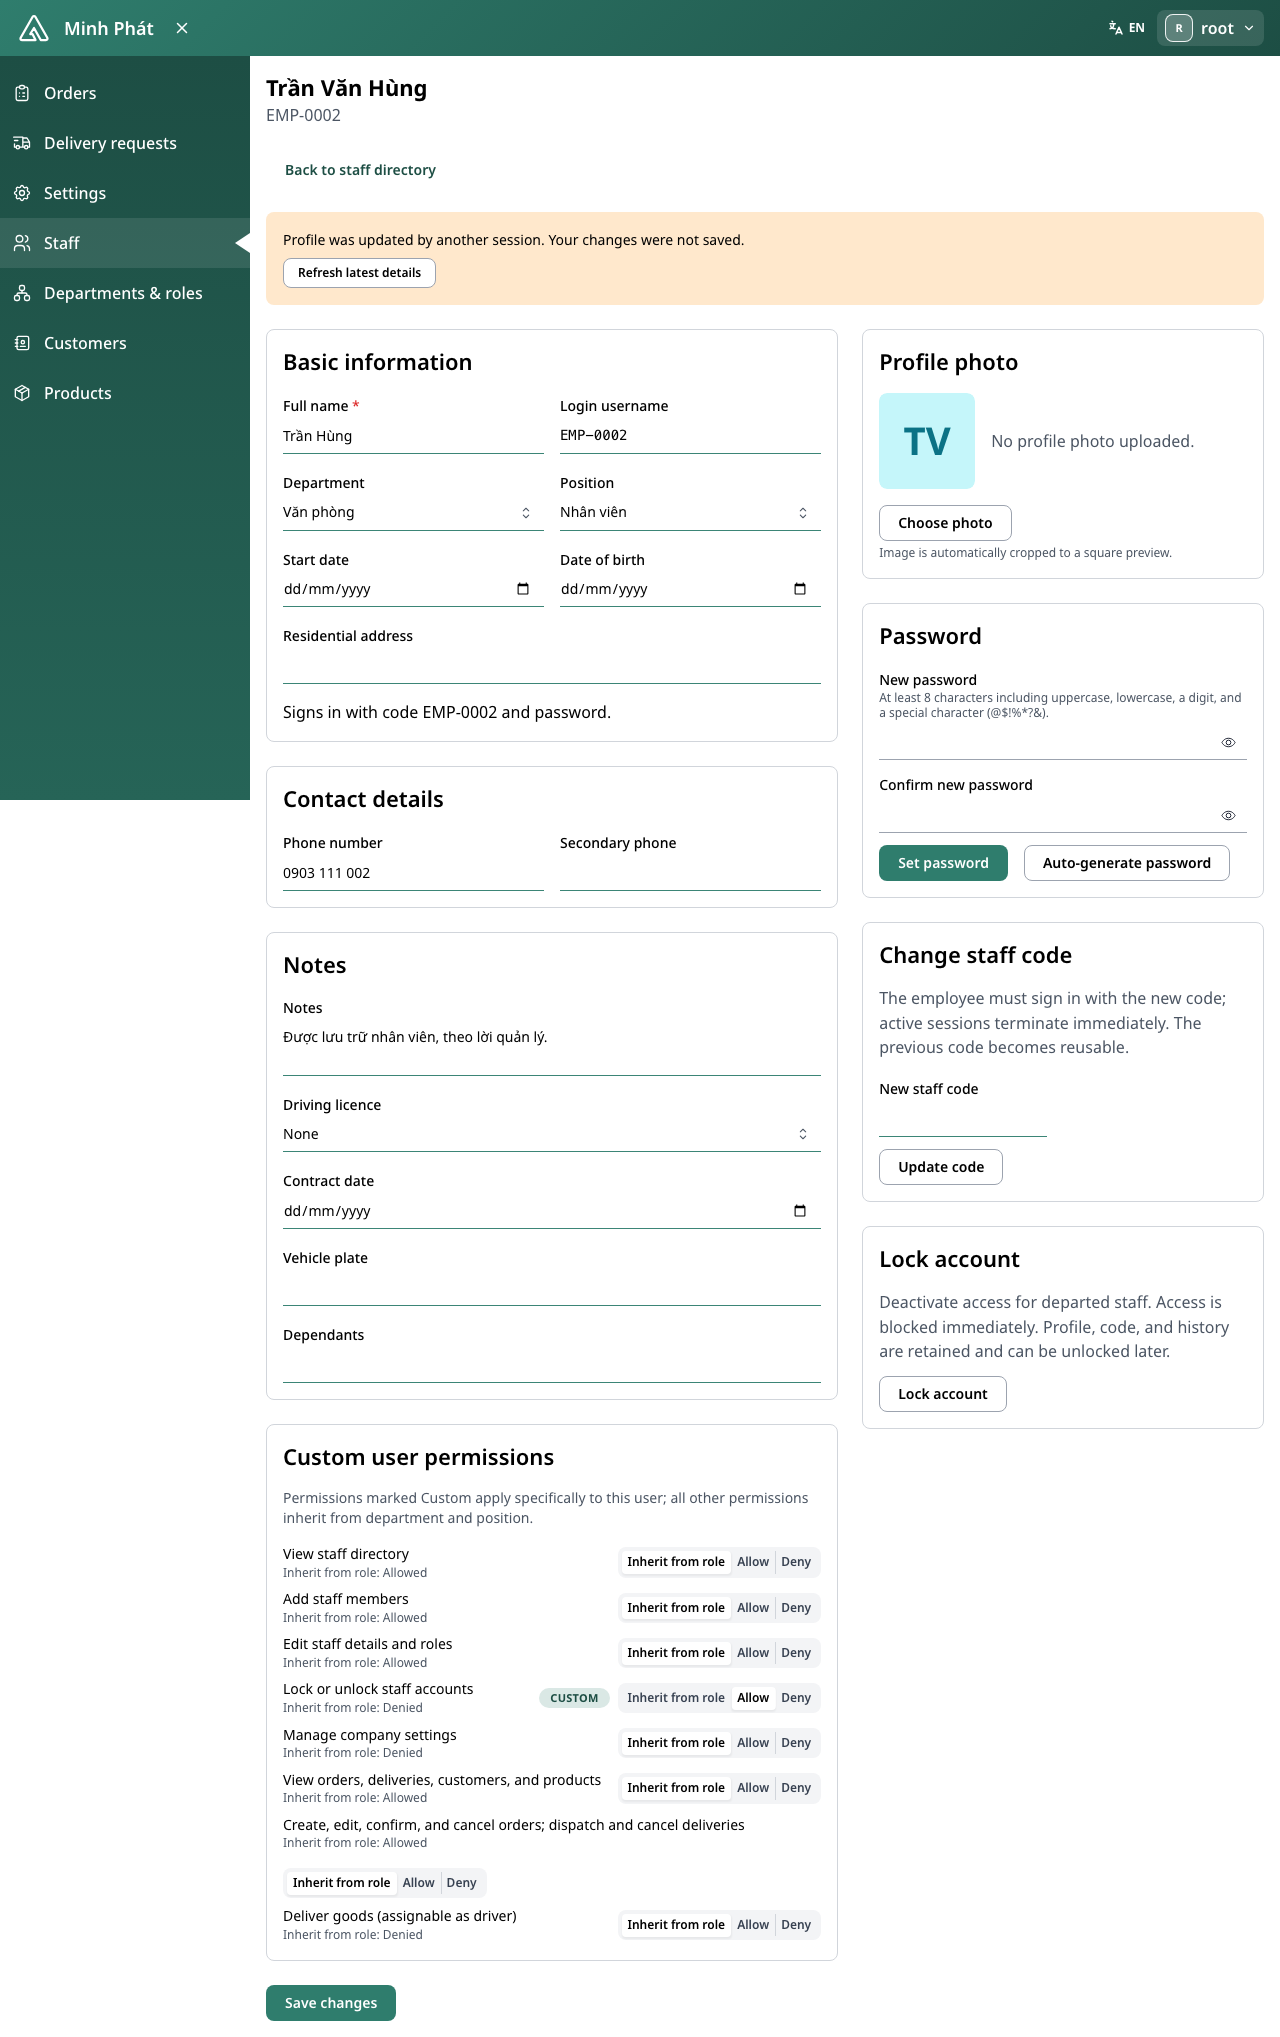 Minh Phát
EN
R
root
Orders
Delivery requests
Settings
Staff
Departments & roles
Customers
Products
Trần Văn Hùng
EMP-0002
Back to staff directory
Profile was updated by another session. Your changes were not saved.
Refresh latest details
Basic information
Full name *
Login username
Trần Hùng
EMP-0002
Department
Position
Văn phòng
Nhân viên
Start date
Date of birth
dd/mm/yyyy
dd/mm/yyyy
Residential address
Signs in with code EMP-0002 and password.
Contact details
Phone number
Secondary phone
0903 111 002
Notes
Notes
Được lưu trữ nhân viên, theo lời quản lý.
Driving licence
None
Contract date
dd/mm/yyyy
Vehicle plate
Dependants
Custom user permissions
Permissions marked Custom apply specifically to this user; all other permissions
inherit from department and position.
View staff directory
Inherit from role: Allowed
Inherit from role Allow Deny
Add staff members
Inherit from role: Allowed
Inherit from role Allow Deny
Edit staff details and roles
Inherit from role: Allowed
Inherit from role Allow Deny
Lock or unlock staff accounts
Inherit from role: Denied
CUSTOM
Inherit from role Allow Deny
Manage company settings
Inherit from role: Denied
Inherit from role Allow Deny
View orders, deliveries, customers, and products
Inherit from role: Allowed
Inherit from role Allow Deny
Create, edit, confirm, and cancel orders; dispatch and cancel deliveries
Inherit from role: Allowed
Inherit from role Allow Deny
Deliver goods (assignable as driver)
Inherit from role: Denied
Inherit from role Allow Deny
Save changes
Profile photo
TV
No profile photo uploaded.
Choose photo
Image is automatically cropped to a square preview.
Password
New password
At least 8 characters including uppercase, lowercase, a digit, and
a special character (@$!%*?&).
Confirm new password
Set password
Auto-generate password
Change staff code
The employee must sign in with the new code;
active sessions terminate immediately. The
previous code becomes reusable.
New staff code
Update code
Lock account
Deactivate access for departed staff. Access is
blocked immediately. Profile, code, and history
are retained and can be unlocked later.
Lock account